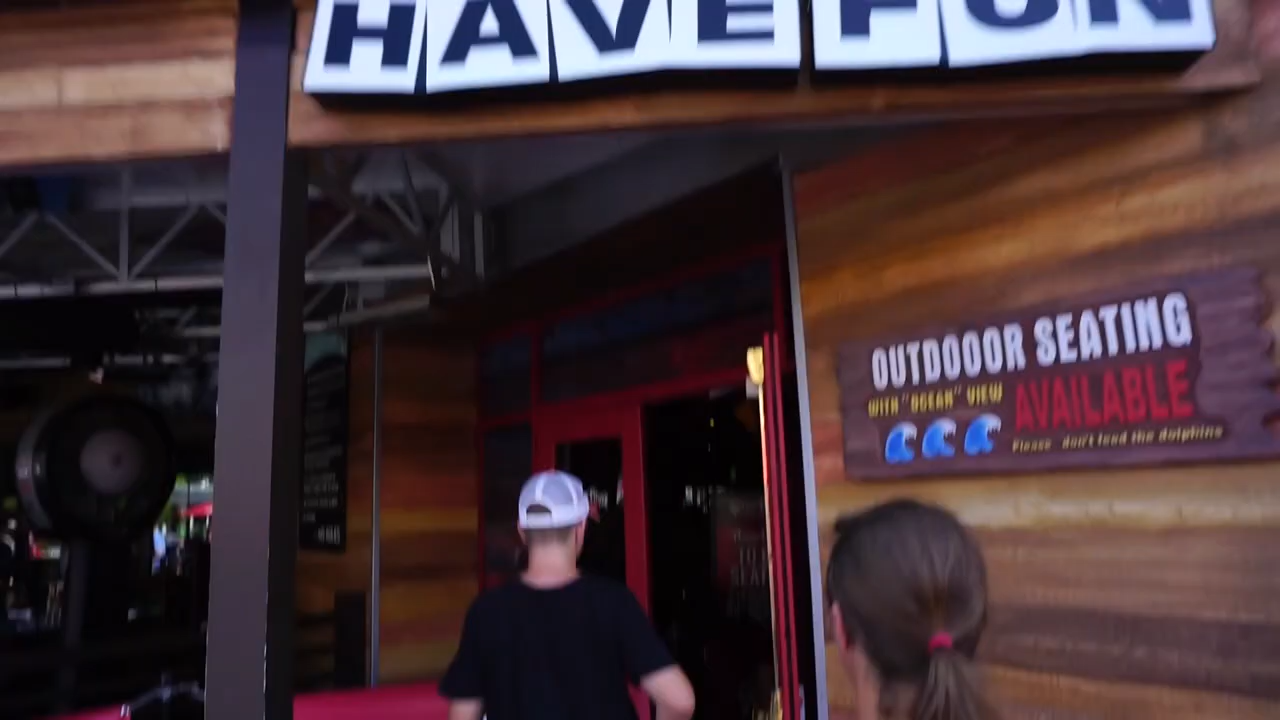 HAVE FUN
OUTDOOOR SEATING
WITH "OCEAN" VIEW
AVAILABLE
Please don't feed the dolphins